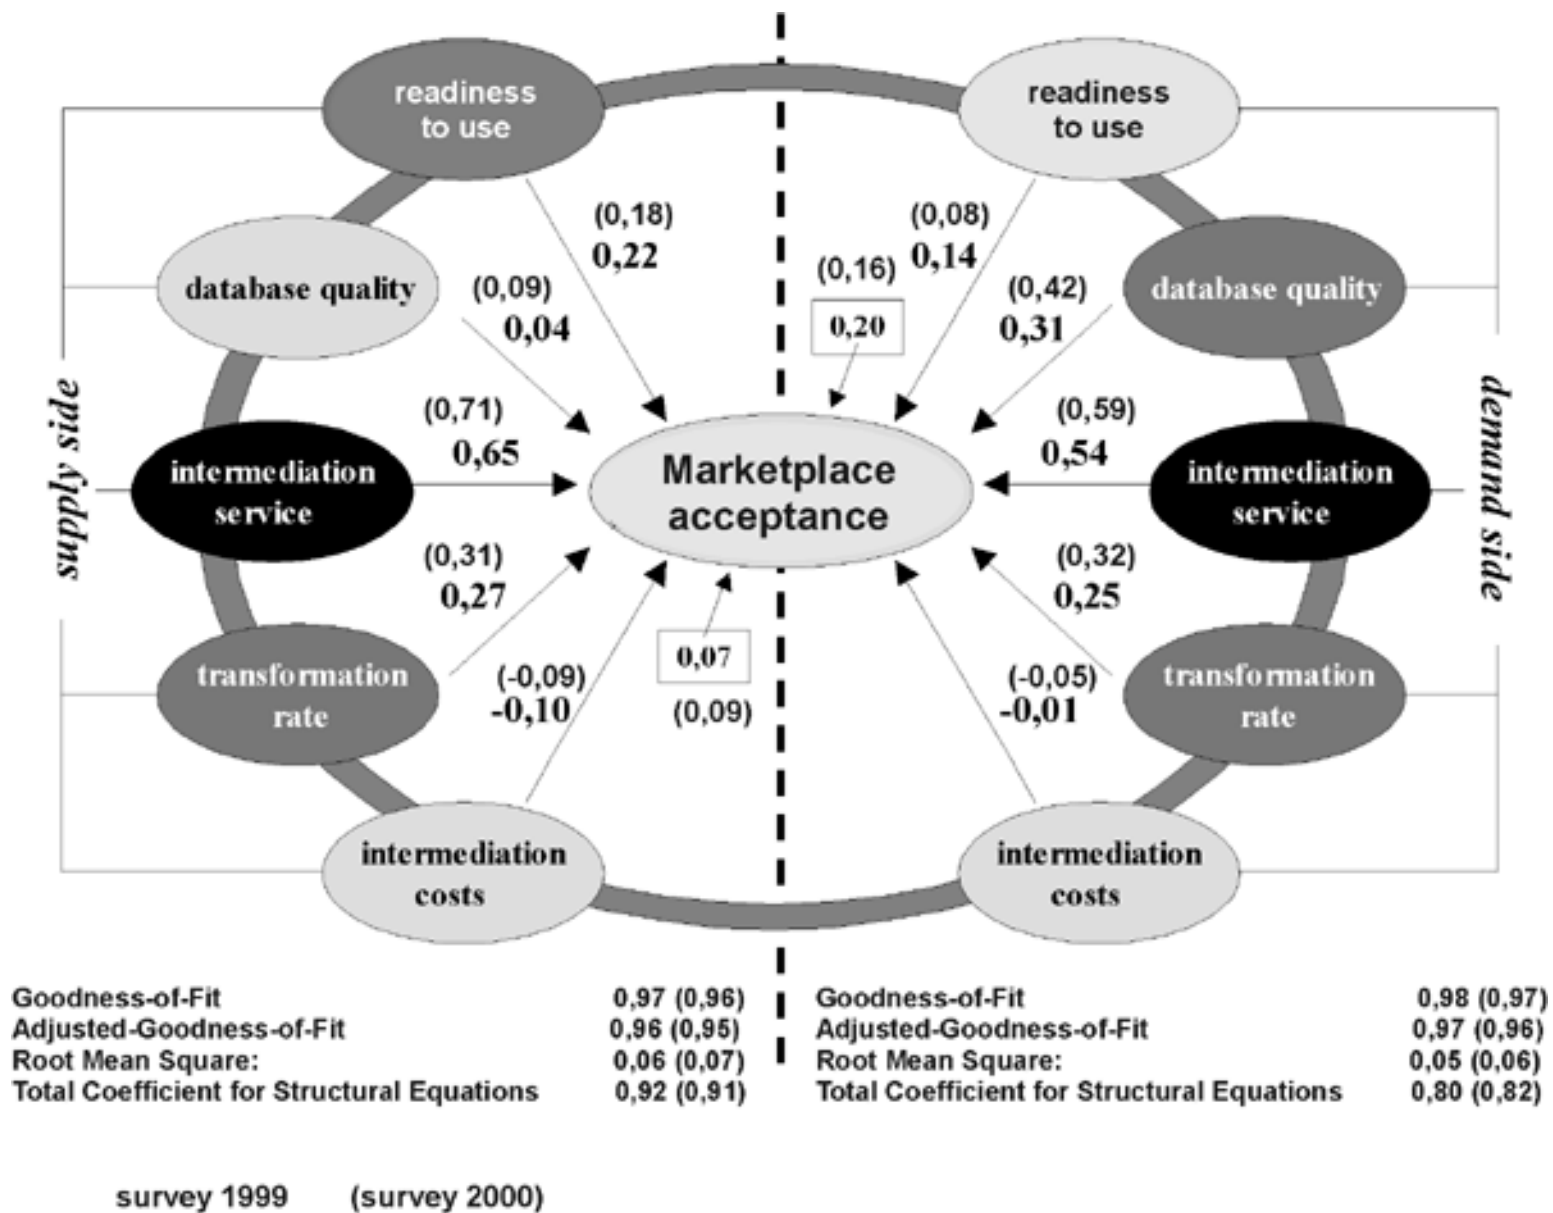 readiness
to use
readiness
to use
(0,18)
0,22
(0,08)
0,14
database quality
(0,09)
0,04
(0,16)
0,20
(0,42)
0,31
database quality
supply side
(0,71)
0,65
intermediation
service
Marketplace
acceptance
(0,59)
0,54
intermediation
service
demand side
(0,31)
0,27
(0,32)
0,25
transformation
rate
(-0,09)
-0,10
0,07
(0,09)
(-0,05)
-0,01
transformation
rate
intermediation
costs
intermediation
costs
Goodness-of-Fit 0,97 (0,96)
Adjusted-Goodness-of-Fit 0,96 (0,95)
Root Mean Square: 0,06 (0,07)
Total Coefficient for Structural Equations 0,92 (0,91)
Goodness-of-Fit 0,98 (0,97)
Adjusted-Goodness-of-Fit 0,97 (0,96)
Root Mean Square: 0,05 (0,06)
Total Coefficient for Structural Equations 0,80 (0,82)
survey 1999 (survey 2000)